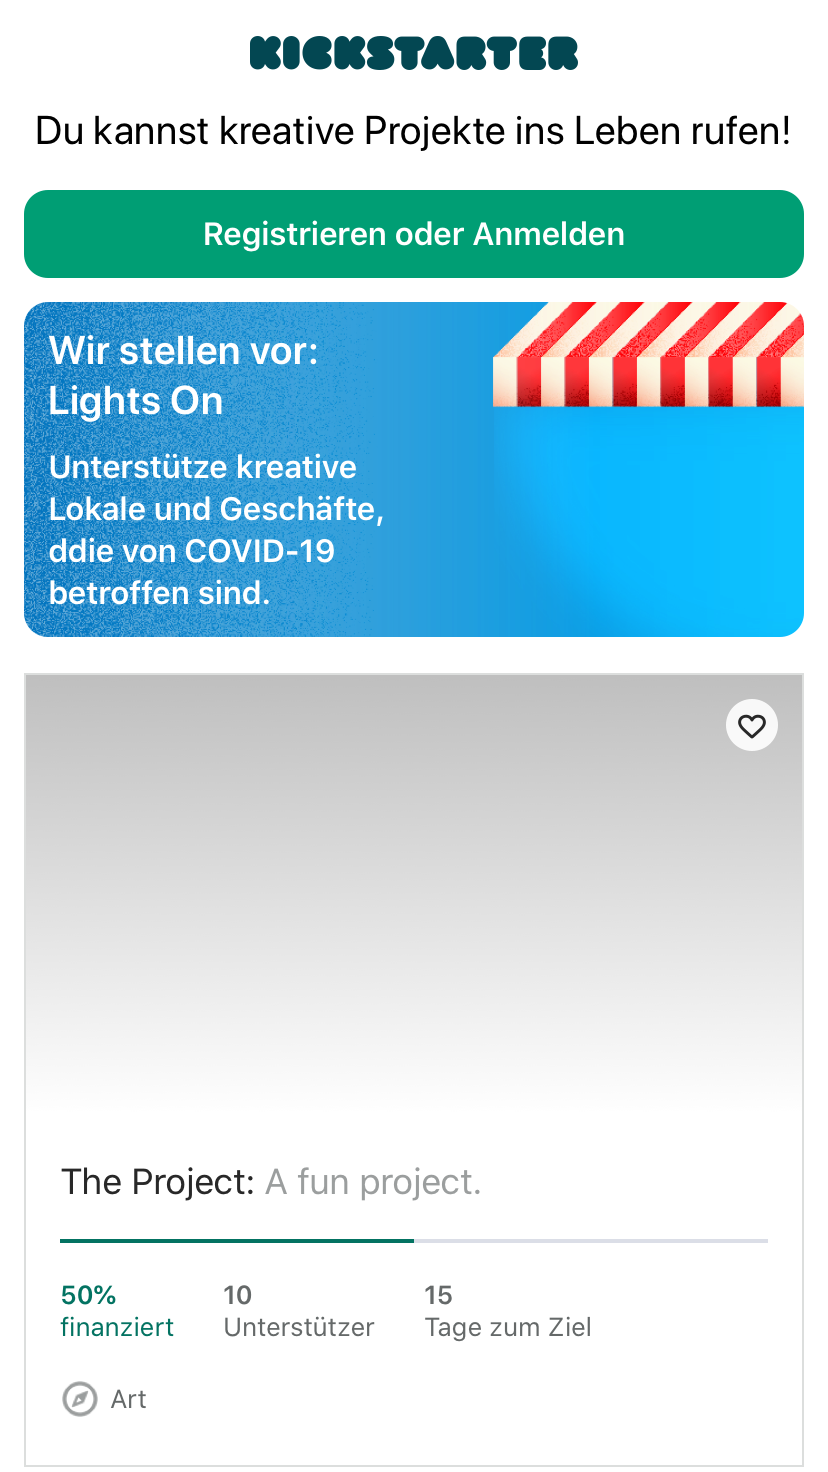 KICKSTARTER
Du kannst kreative Projekte ins Leben rufen!
Registrieren oder Anmelden
Wir stellen vor:
Lights On
Unterstütze kreative
Lokale und Geschäfte,
ddie von COVID-19
betroffen sind.
The Project: A fun project.
50% 10 15
finanziert Unterstützer Tage zum Ziel
Art